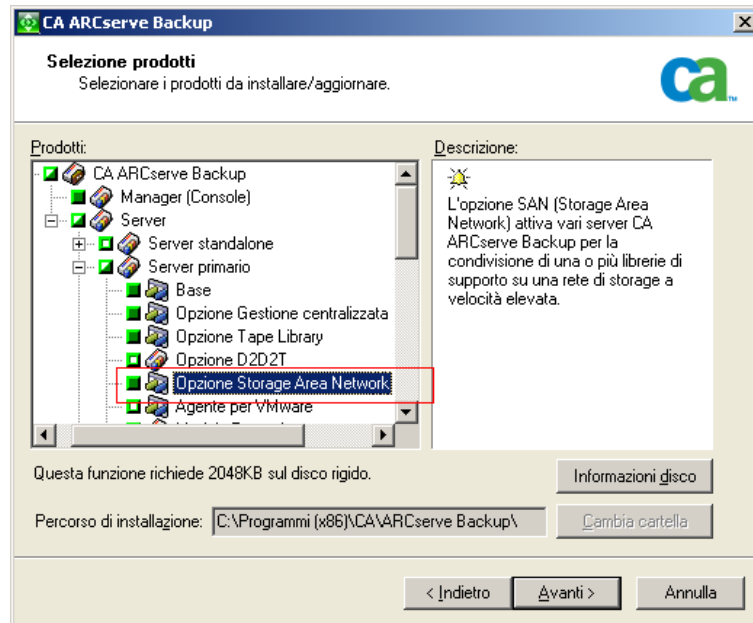 CA ARCserve Backup
Selezione prodotti
Selezionare i prodotti da installare/aggiornare.
ca
Prodotti:
CA ARCserve Backup
Manager (Console)
Server
Server standalone
Server primario
Base
Opzione Gestione centralizzata
Opzione Tape Library
Opzione D2D2T
Opzione Storage Area Network
Agente per VMware
Descrizione:
L'opzione SAN (Storage Area
Network) attiva vari server CA
ARCserve Backup per la
condivisione di una o più librerie di
supporto su una rete di storage a
velocità elevata.
Questa funzione richiede 2048KB sul disco rigido.
Informazioni disco
Percorso di installazione: C:\Programmi (x86)\CA\ARCserve Backup\
Cambia cartella
< Indietro
Avanti >
Annulla